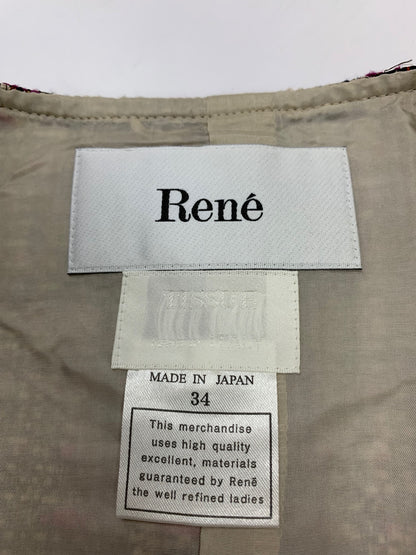 René
TISSUE
MADE IN JAPAN
34
This merchandise
uses high quality
excellent, materials
guaranteed by René
the well refined ladies